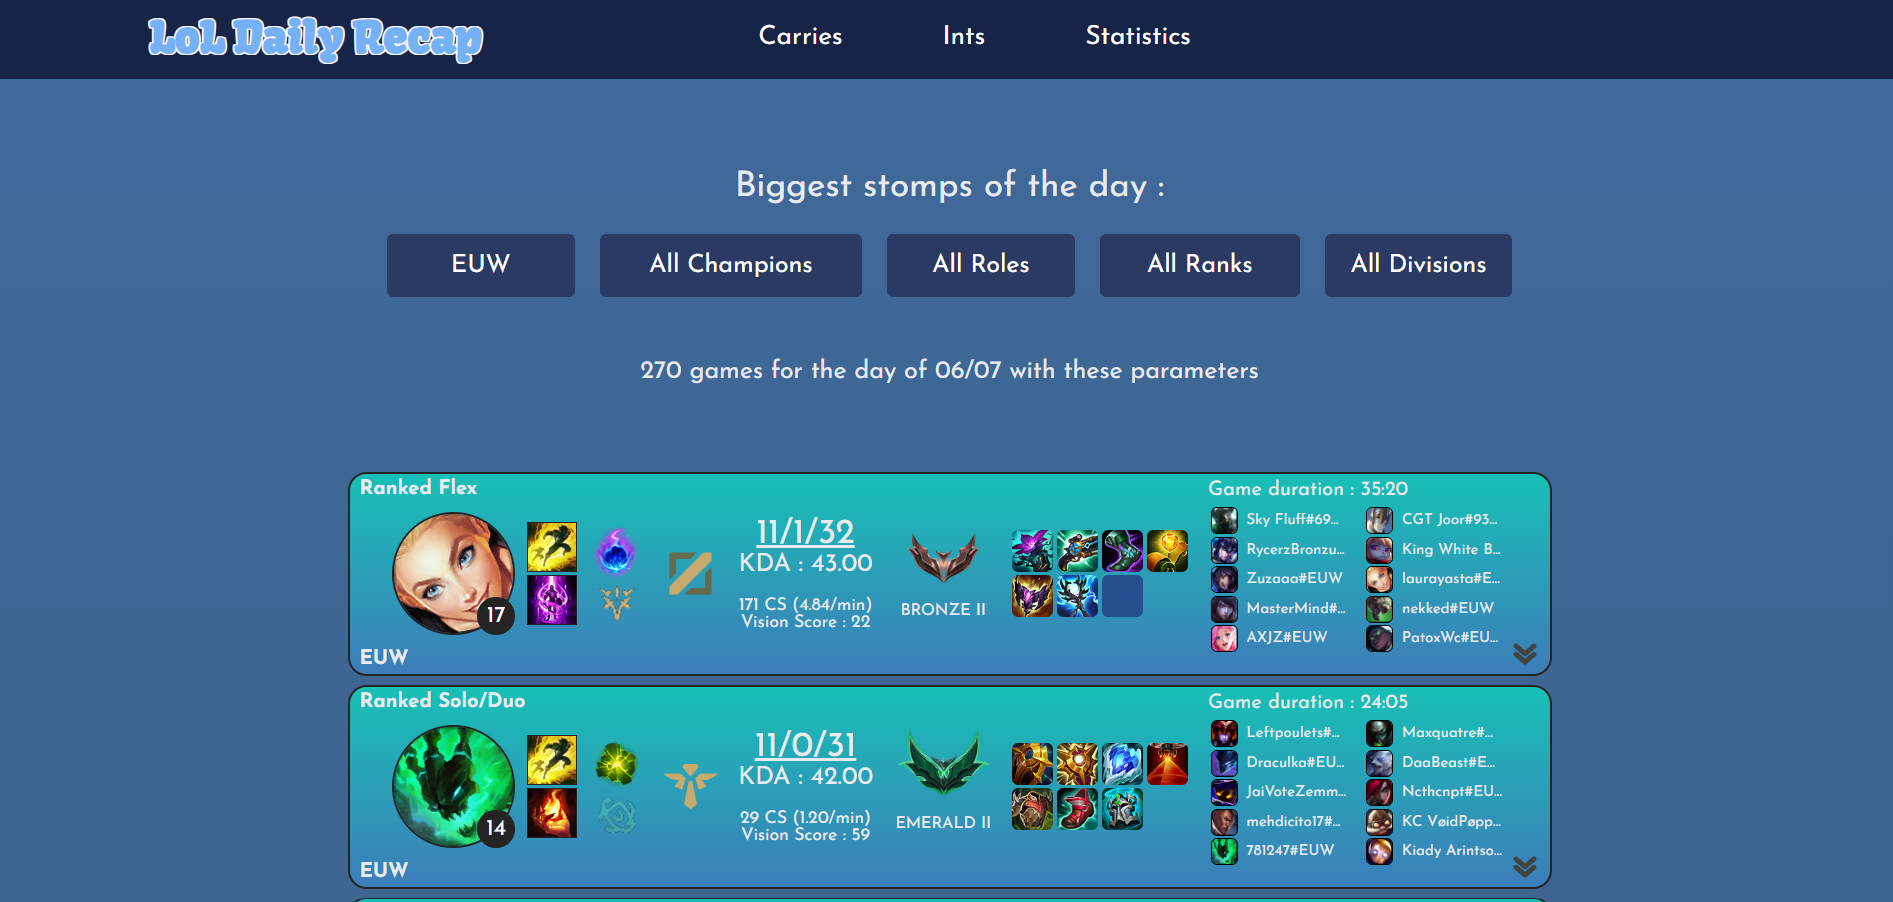 LoL Daily Recap
Carries
Ints
Statistics
Biggest stomps of the day :
EUW
All Champions
All Roles
All Ranks
All Divisions
270 games for the day of 06/07 with these parameters
Ranked Flex
17
EUW
11/1/32
KDA : 43.00
171 CS (4.84/min)
Vision Score : 22
BRONZE II
Game duration : 35:20
Sky Fluff#69...
RycerzBronzu...
Zuzaaa#EUW
MasterMind#...
AXJZ#EUW
CGT Joor#93...
King White B...
laurayasta#E...
nekked#EUW
PatoxWc#EU...
Ranked Solo/Duo
14
EUW
11/0/31
KDA : 42.00
29 CS (1.20/min)
Vision Score : 59
EMERALD II
Game duration : 24:05
Leftpoulets#...
Draculka#EU...
JaiVoteZemm...
mehdicito17#...
781247#EUW
Maxquatre#...
DaaBeast#E...
Ncthcnpt#EU...
KC VøidPøpp...
Kiady Arintso...